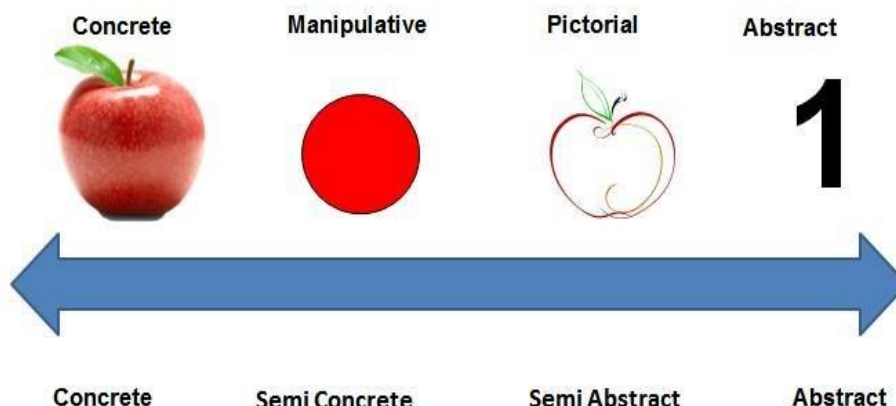 Concrete Manipulative Pictorial Abstract
1
Concrete Semi Concrete Semi Abstract Abstract